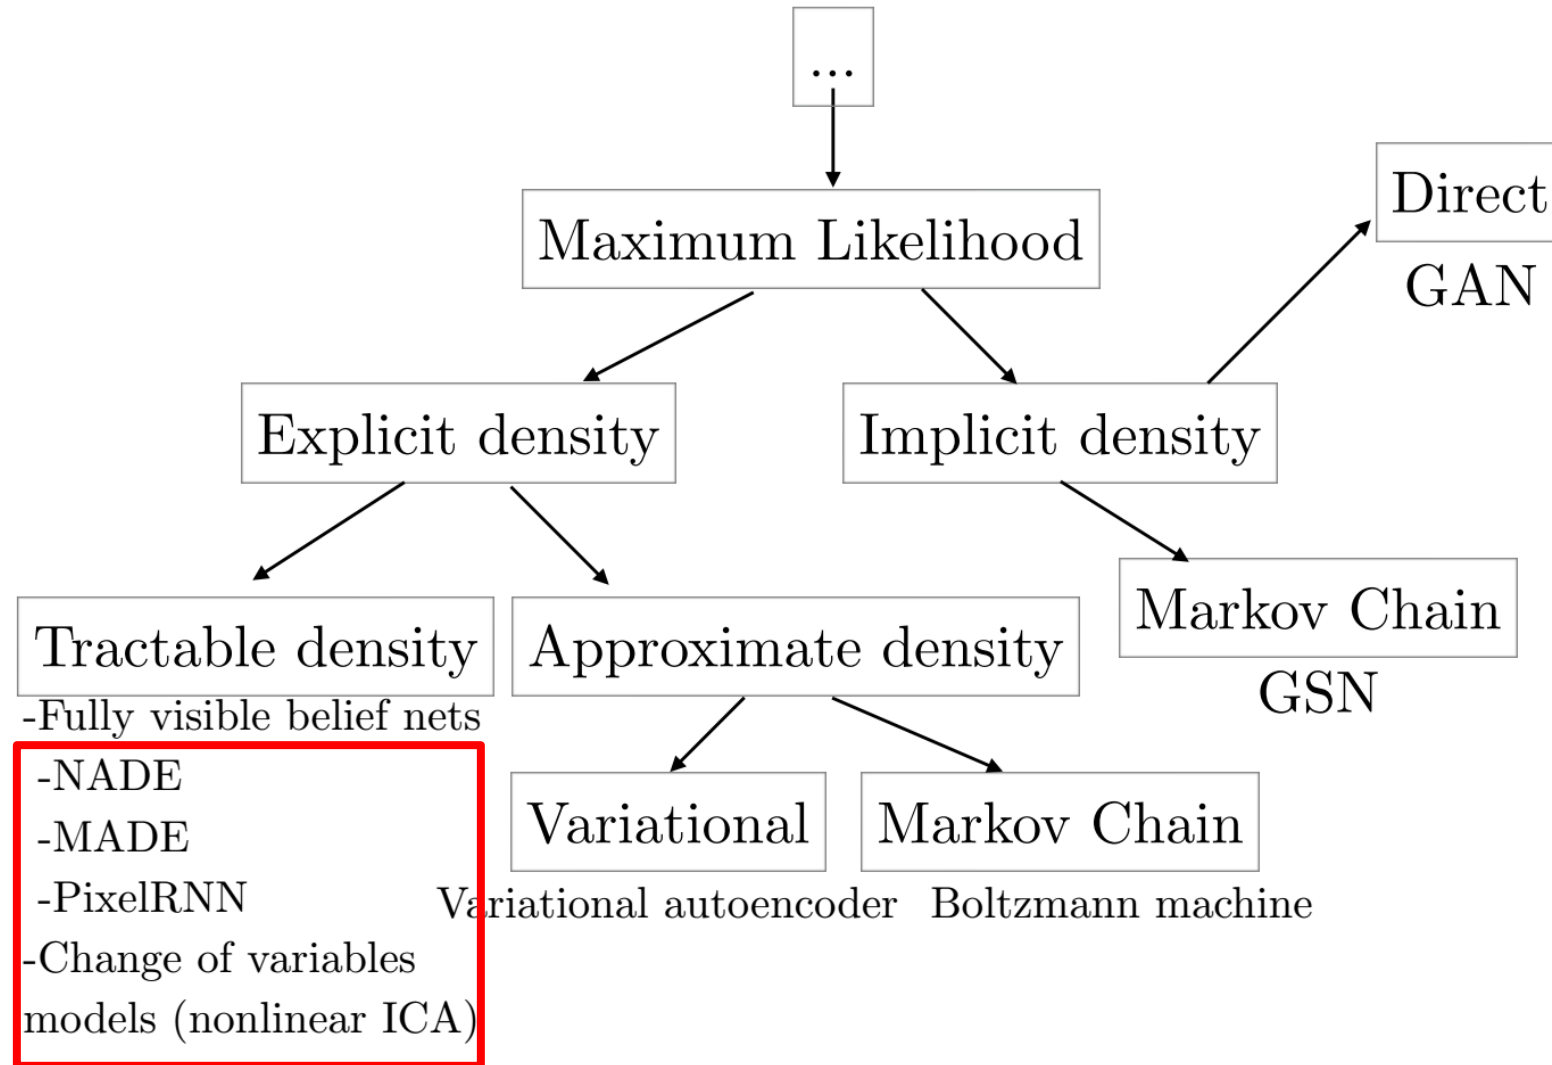 ...
Maximum Likelihood
Direct
GAN
Explicit density
Implicit density
Tractable density
-Fully visible belief nets
-NADE
-MADE
-PixelRNN
-Change of variables
models (nonlinear ICA)
Approximate density
Variational
Variational autoencoder
Markov Chain
Boltzmann machine
Markov Chain
GSN